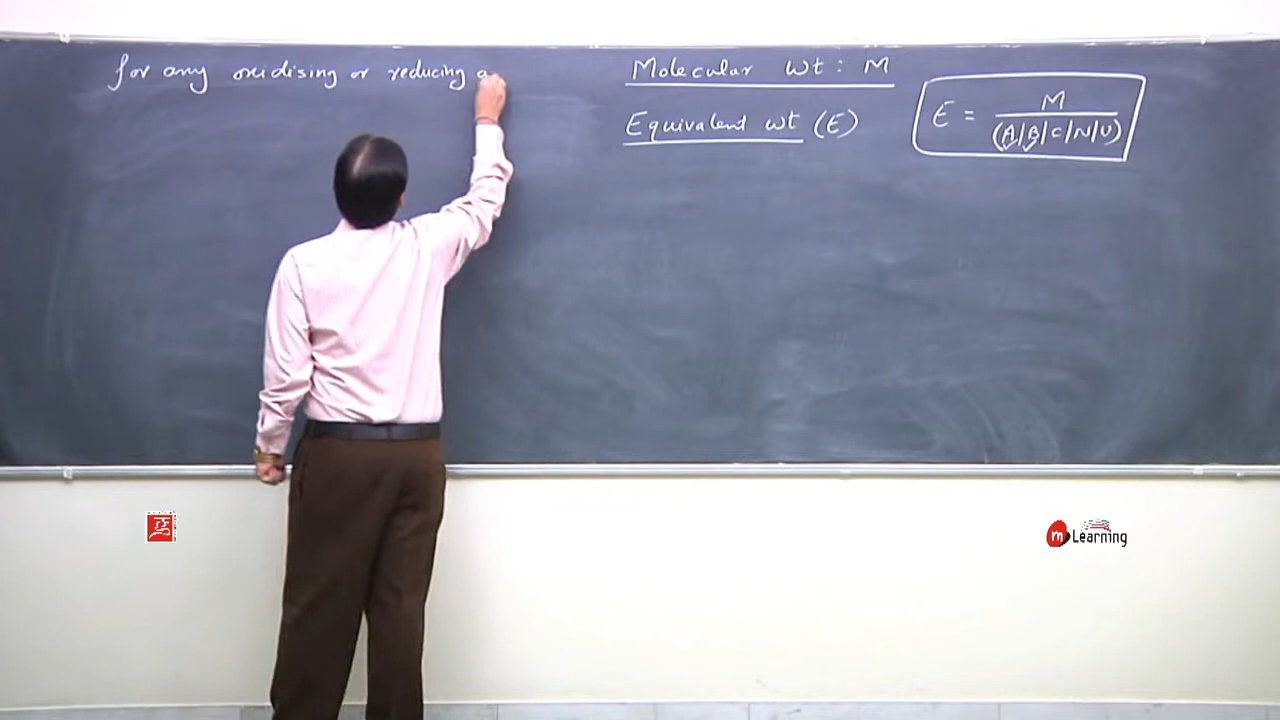 for any oxidising or reducing a
Molecular wt : M
Equivalent wt (E)
E = M / (A/B/C/N/U)
m Learning